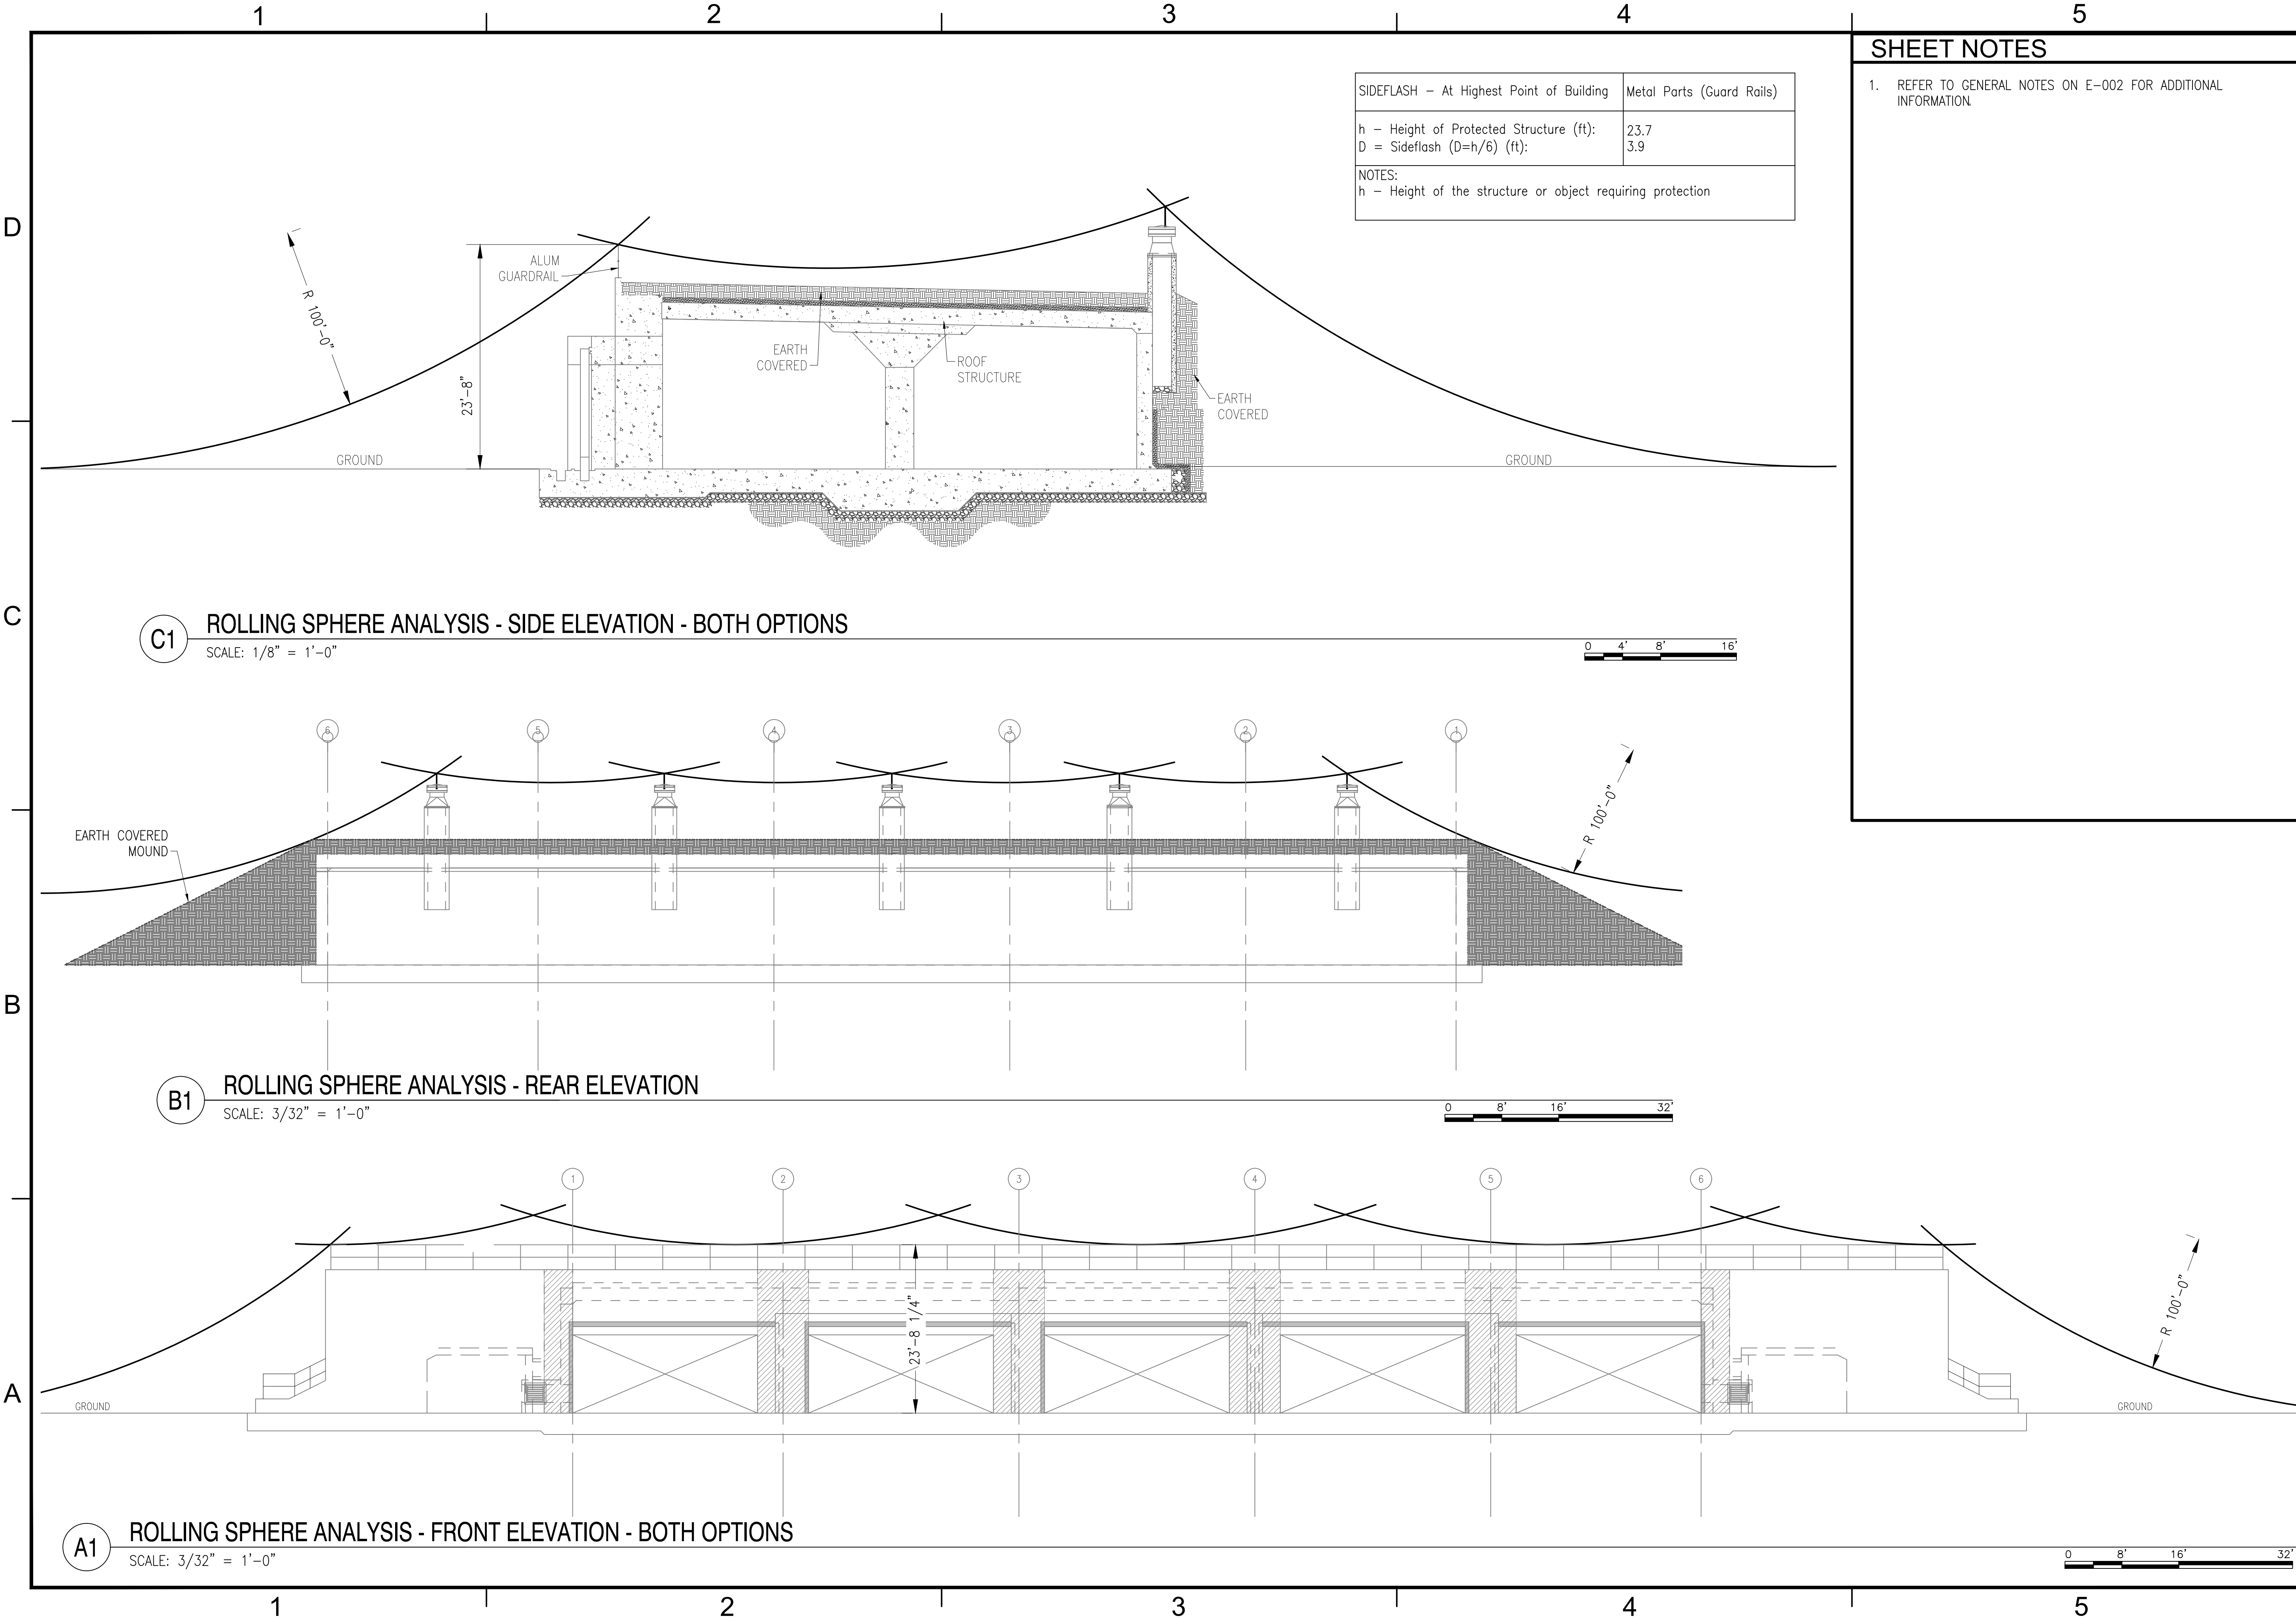 1 2 3 4 5
SHEET NOTES
1. REFER TO GENERAL NOTES ON E-002 FOR ADDITIONAL
INFORMATION.
SIDEFLASH - At Highest Point of Building Metal Parts (Guard Rails)
h - Height of Protected Structure (ft): 23.7
D = Sideflash (D=h/6) (ft): 3.9
NOTES:
h - Height of the structure or object requiring protection
D
R 100'-0"
ALUM
GUARDRAIL
23'-8"
EARTH
COVERED
ROOF
STRUCTURE
EARTH
COVERED
GROUND
GROUND
C
C1
ROLLING SPHERE ANALYSIS - SIDE ELEVATION - BOTH OPTIONS
SCALE: 1/8" = 1'-0"
0 4' 8' 16'
6 5 4 3 2 1
EARTH COVERED
MOUND
R 100'-0"
B
B1
ROLLING SPHERE ANALYSIS - REAR ELEVATION
SCALE: 3/32" = 1'-0"
0 8' 16' 32'
1 2 3 4 5 6
23'-8 1/4"
R 100'-0"
A
GROUND
GROUND
A1
ROLLING SPHERE ANALYSIS - FRONT ELEVATION - BOTH OPTIONS
SCALE: 3/32" = 1'-0"
0 8' 16' 32'
1 2 3 4 5